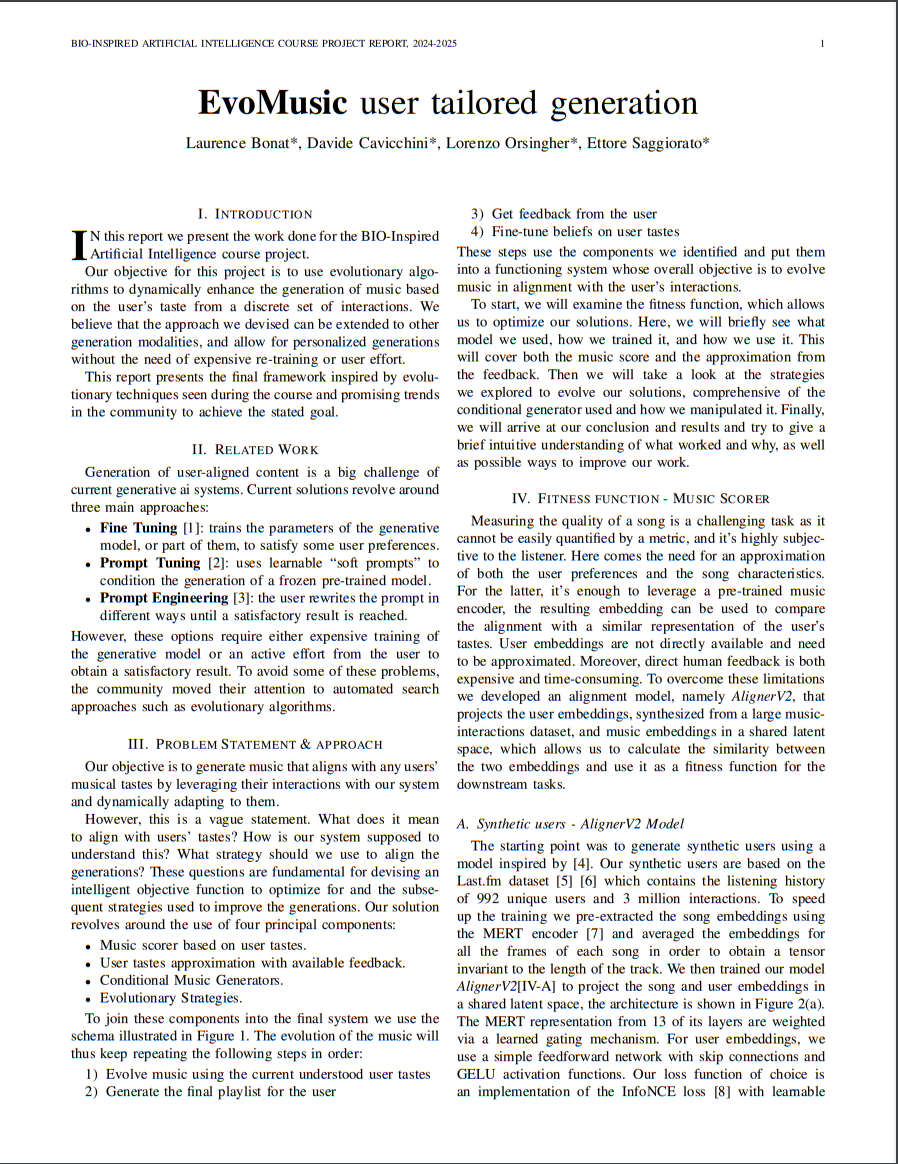 BIO-INSPIRED ARTIFICIAL INTELLIGENCE COURSE PROJECT REPORT, 2024-2025
1
EvoMusic user tailored generation
Laurence Bonat*, Davide Cavicchini*, Lorenzo Orsingher*, Ettore Saggiorato*
I. INTRODUCTION
IN this report we present the work done for the BIO-Inspired
Artificial Intelligence course project.
Our objective for this project is to use evolutionary algo-
rithms to dynamically enhance the generation of music based
on the user's taste from a discrete set of interactions. We
believe that the approach we devised can be extended to other
generation modalities, and allow for personalized generations
without the need of expensive re-training or user effort.
This report presents the final framework inspired by evolu-
tionary techniques seen during the course and promising trends
in the community to achieve the stated goal.
II. RELATED WORK
Generation of user-aligned content is a big challenge of
current generative ai systems. Current solutions revolve around
three main approaches:
• Fine Tuning [1]: trains the parameters of the generative
model, or part of them, to satisfy some user preferences.
• Prompt Tuning [2]: uses learnable “soft prompts” to
condition the generation of a frozen pre-trained model.
• Prompt Engineering [3]: the user rewrites the prompt in
different ways until a satisfactory result is reached.
However, these options require either expensive training of
the generative model or an active effort from the user to
obtain a satisfactory result. To avoid some of these problems,
the community moved their attention to automated search
approaches such as evolutionary algorithms.
III. PROBLEM STATEMENT & APPROACH
Our objective is to generate music that aligns with any users'
musical tastes by leveraging their interactions with our system
and dynamically adapting to them.
However, this is a vague statement. What does it mean
to align with users' tastes? How is our system supposed to
understand this? What strategy should we use to align the
generations? These questions are fundamental for devising an
intelligent objective function to optimize for and the subse-
quent strategies used to improve the generations. Our solution
revolves around the use of four principal components:
• Music scorer based on user tastes.
• User tastes approximation with available feedback.
• Conditional Music Generators.
• Evolutionary Strategies.
To join these components into the final system we use the
schema illustrated in Figure 1. The evolution of the music will
thus keep repeating the following steps in order:
1) Evolve music using the current understood user tastes
2) Generate the final playlist for the user
3) Get feedback from the user
4) Fine-tune beliefs on user tastes
These steps use the components we identified and put them
into a functioning system whose overall objective is to evolve
music in alignment with the user's interactions.
To start, we will examine the fitness function, which allows
us to optimize our solutions. Here, we will briefly see what
model we used, how we trained it, and how we use it. This
will cover both the music score and the approximation from
the feedback. Then we will take a look at the strategies
we explored to evolve our solutions, comprehensive of the
conditional generator used and how we manipulated it. Finally,
we will arrive at our conclusion and results and try to give a
brief intuitive understanding of what worked and why, as well
as possible ways to improve our work.
IV. FITNESS FUNCTION - MUSIC SCORER
Measuring the quality of a song is a challenging task as it
cannot be easily quantified by a metric, and it's highly subjec-
tive to the listener. Here comes the need for an approximation
of both the user preferences and the song characteristics.
For the latter, it's enough to leverage a pre-trained music
encoder, the resulting embedding can be used to compare
the alignment with a similar representation of the user's
tastes. User embeddings are not directly available and need
to be approximated. Moreover, direct human feedback is both
expensive and time-consuming. To overcome these limitations
we developed an alignment model, namely AlignerV2, that
projects the user embeddings, synthesized from a large music-
interactions dataset, and music embeddings in a shared latent
space, which allows us to calculate the similarity between
the two embeddings and use it as a fitness function for the
downstream tasks.
A. Synthetic users - AlignerV2 Model
The starting point was to generate synthetic users using a
model inspired by [4]. Our synthetic users are based on the
Last.fm dataset [5] [6] which contains the listening history
of 992 unique users and 3 million interactions. To speed
up the training we pre-extracted the song embeddings using
the MERT encoder [7] and averaged the embeddings for
all the frames of each song in order to obtain a tensor
invariant to the length of the track. We then trained our model
AlignerV2[IV-A] to project the song and user embeddings in
a shared latent space, the architecture is shown in Figure 2(a).
The MERT representation from 13 of its layers are weighted
via a learned gating mechanism. For user embeddings, we
use a simple feedforward network with skip connections and
GELU activation functions. Our loss function of choice is
an implementation of the InfoNCE loss [8] with learnable